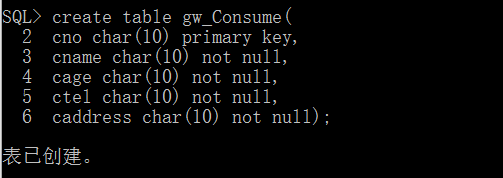 SQL> create table gw_Consume(
  2  cno char(10) primary key,
  3  cname char(10) not null,
  4  cage char(10) not null,
  5  ctel char(10) not null,
  6  caddress char(10) not null);
表已创建。